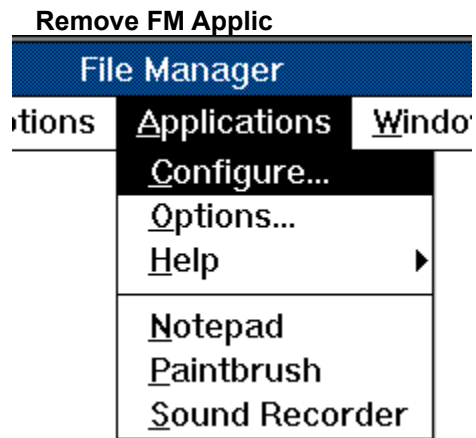 Remove FM Applic
File Manager
tions Applications Windo
Configure...
Options...
Help
Notepad
Paintbrush
Sound Recorder